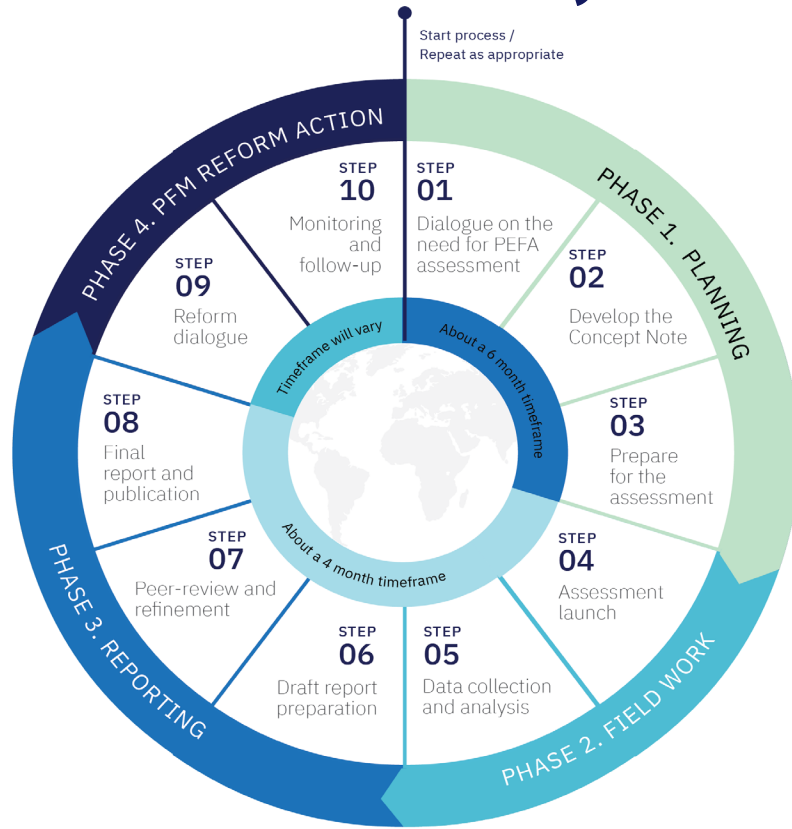 Start process /
Repeat as appropriate
PHASE 1. PLANNING
STEP
01
Dialogue on the
need for PEFA
assessment
STEP
02
Develop the
Concept Note
STEP
03
Prepare
for the
assessment
About a 6 month timeframe
PHASE 2. FIELD WORK
STEP
04
Assessment
launch
STEP
05
Data collection
and analysis
PHASE 3. REPORTING
STEP
06
Draft report
preparation
STEP
07
Peer-review and
refinement
STEP
08
Final
report and
publication
About a 4 month timeframe
PHASE 4. PFM REFORM ACTION
STEP
09
Reform
dialogue
STEP
10
Monitoring
and
follow-up
Timeframe will vary